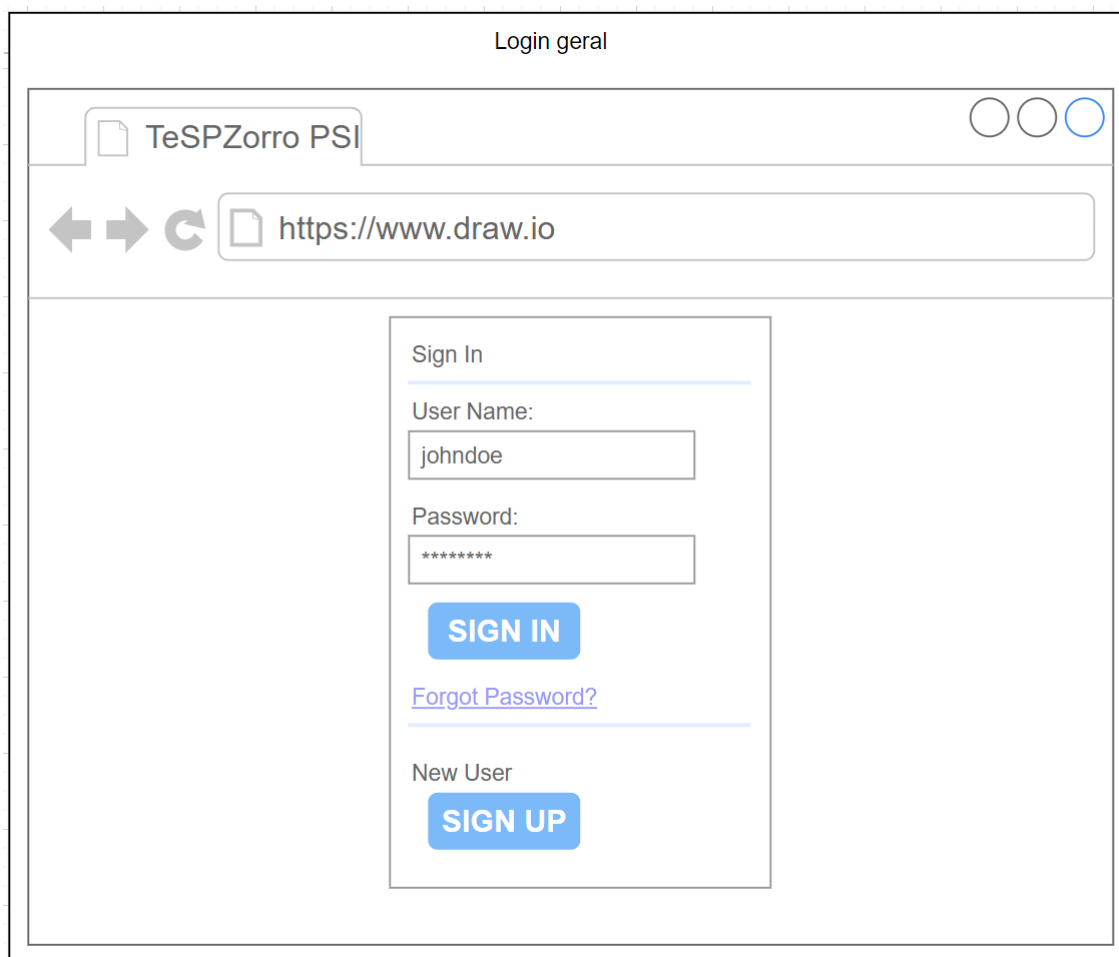 Login geral
TeSPZorro PSI
https://www.draw.io
Sign In
User Name:
johndoe
Password:
********
SIGN IN
Forgot Password?
New User
SIGN UP